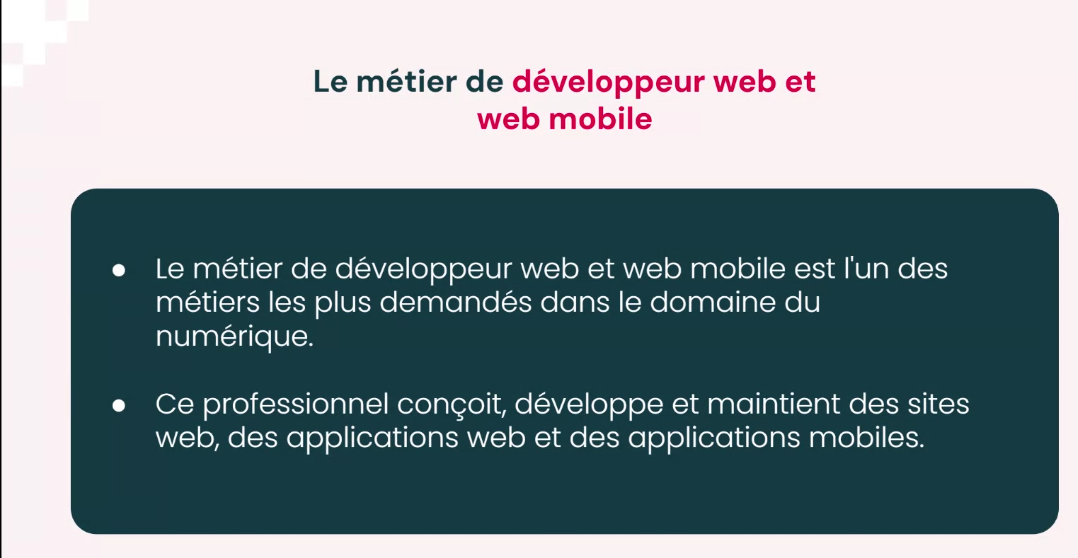 Le métier de développeur web et
web mobile
● Le métier de développeur web et web mobile est l'un des
métiers les plus demandés dans le domaine du
numérique.
● Ce professionnel conçoit, développe et maintient des sites
web, des applications web et des applications mobiles.